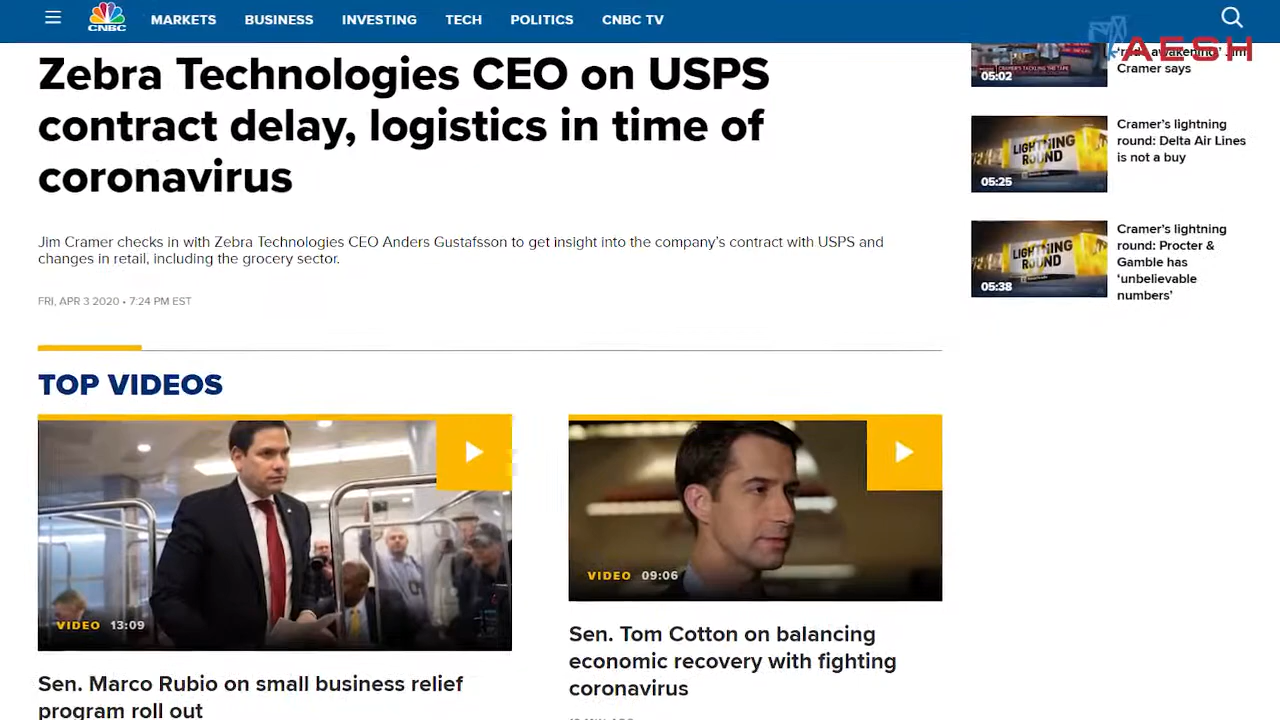 MARKETS BUSINESS INVESTING TECH POLITICS CNBC TV
CNBC
AESH
Zebra Technologies CEO on USPS
contract delay, logistics in time of
coronavirus
Jim Cramer checks in with Zebra Technologies CEO Anders Gustafsson to get insight into the company's contract with USPS and
changes in retail, including the grocery sector.
FRI, APR 3 2020 • 7:24 PM EST
TOP VIDEOS
VIDEO 13:09
Sen. Marco Rubio on small business relief
program roll out
VIDEO 09:06
Sen. Tom Cotton on balancing
economic recovery with fighting
coronavirus
05:02
awakening' Jim
Cramer says
LIGHTNING
ROUND
05:25
Cramer's lightning
round: Delta Air Lines
is not a buy
LIGHTNING
ROUND
05:38
Cramer's lightning
round: Procter &
Gamble has
'unbelievable
numbers'